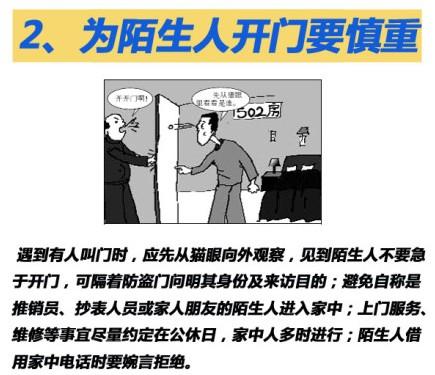 2、为陌生人开门要慎重
开开门啊!
先从猫眼
里看看是谁。
502房
遇到有人叫门时，应先从猫眼向外观察，见到陌生人不要急
于开门，可隔着防盗门问明其身份及来访目的；避免自称是
推销员、抄表人员或家人朋友的陌生人进入家中；上门服务、
维修等事宜尽量约定在公休日，家中人多时进行；陌生人借
用家中电话时要婉言拒绝。